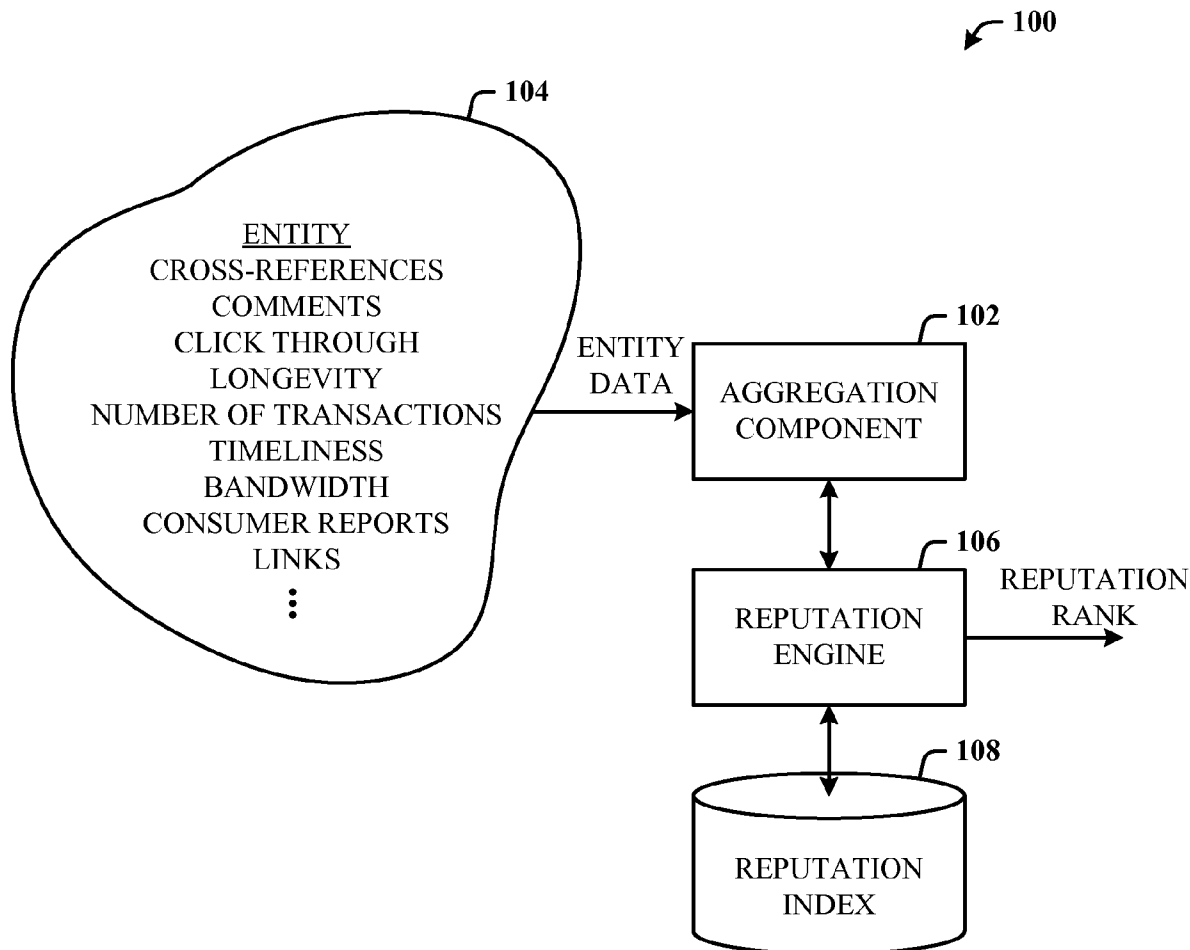 100
104
ENTITY
CROSS-REFERENCES
COMMENTS
CLICK THROUGH
LONGEVITY
NUMBER OF TRANSACTIONS
TIMELINESS
BANDWIDTH
CONSUMER REPORTS
LINKS
ENTITY
DATA
102
AGGREGATION
COMPONENT
106
REPUTATION
ENGINE
REPUTATION
RANK
108
REPUTATION
INDEX